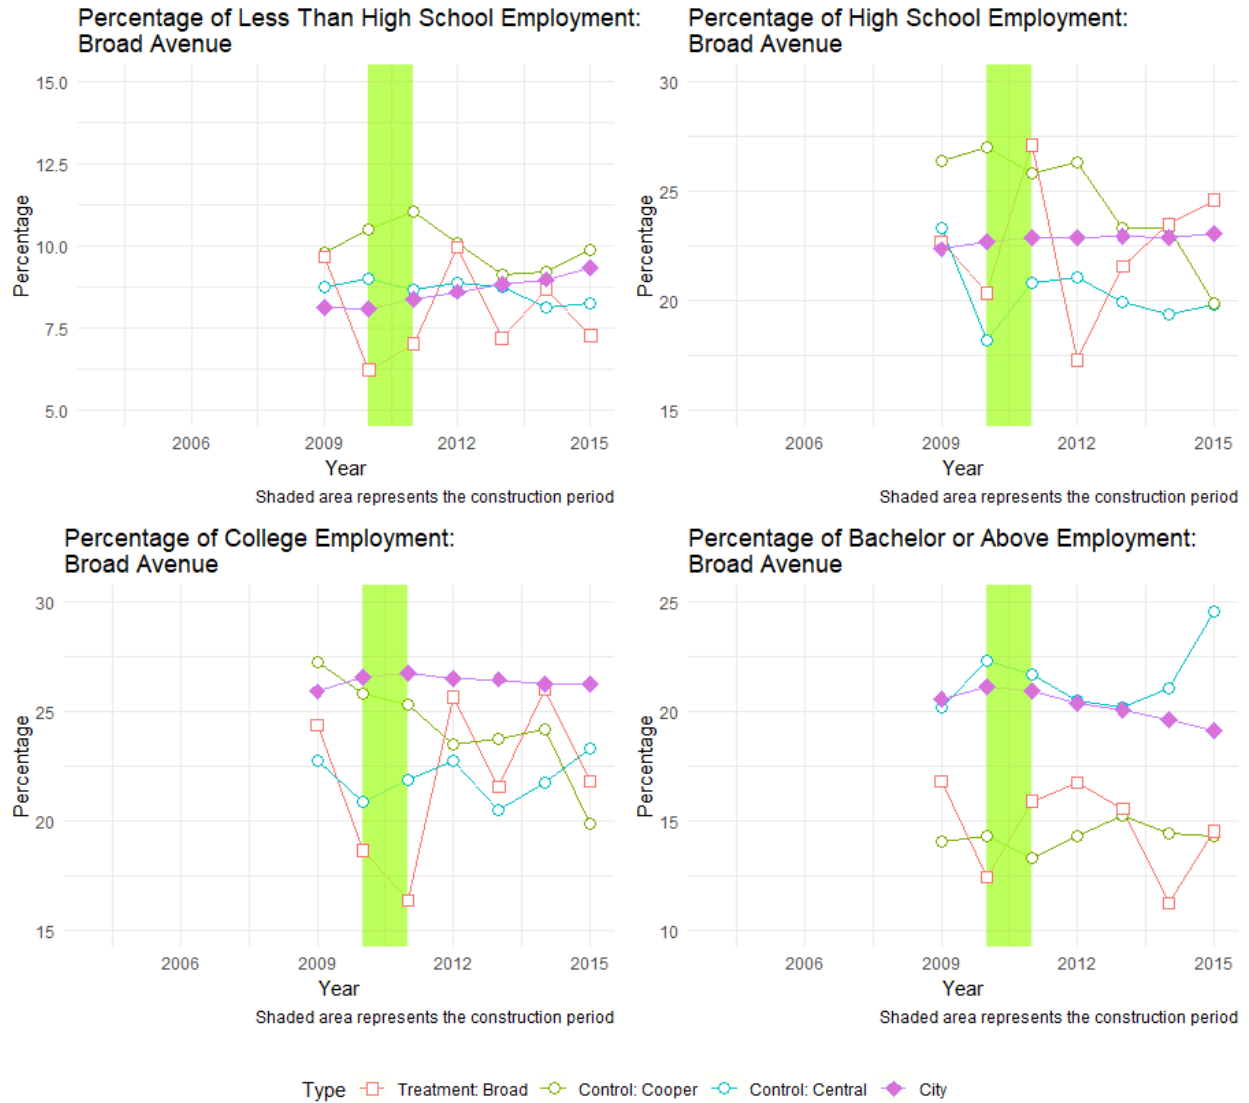 Percentage of Less Than High School Employment:
Broad Avenue
15.0
12.5
10.0
7.5
5.0
Percentage
2006 2009 2012 2015
Year
Shaded area represents the construction period
Percentage of High School Employment:
Broad Avenue
30
25
20
15
Percentage
2006 2009 2012 2015
Year
Shaded area represents the construction period
Percentage of College Employment:
Broad Avenue
30
25
20
15
Percentage
2006 2009 2012 2015
Year
Shaded area represents the construction period
Percentage of Bachelor or Above Employment:
Broad Avenue
25
20
15
10
Percentage
2006 2009 2012 2015
Year
Shaded area represents the construction period
Type Treatment: Broad Control: Cooper Control: Central City